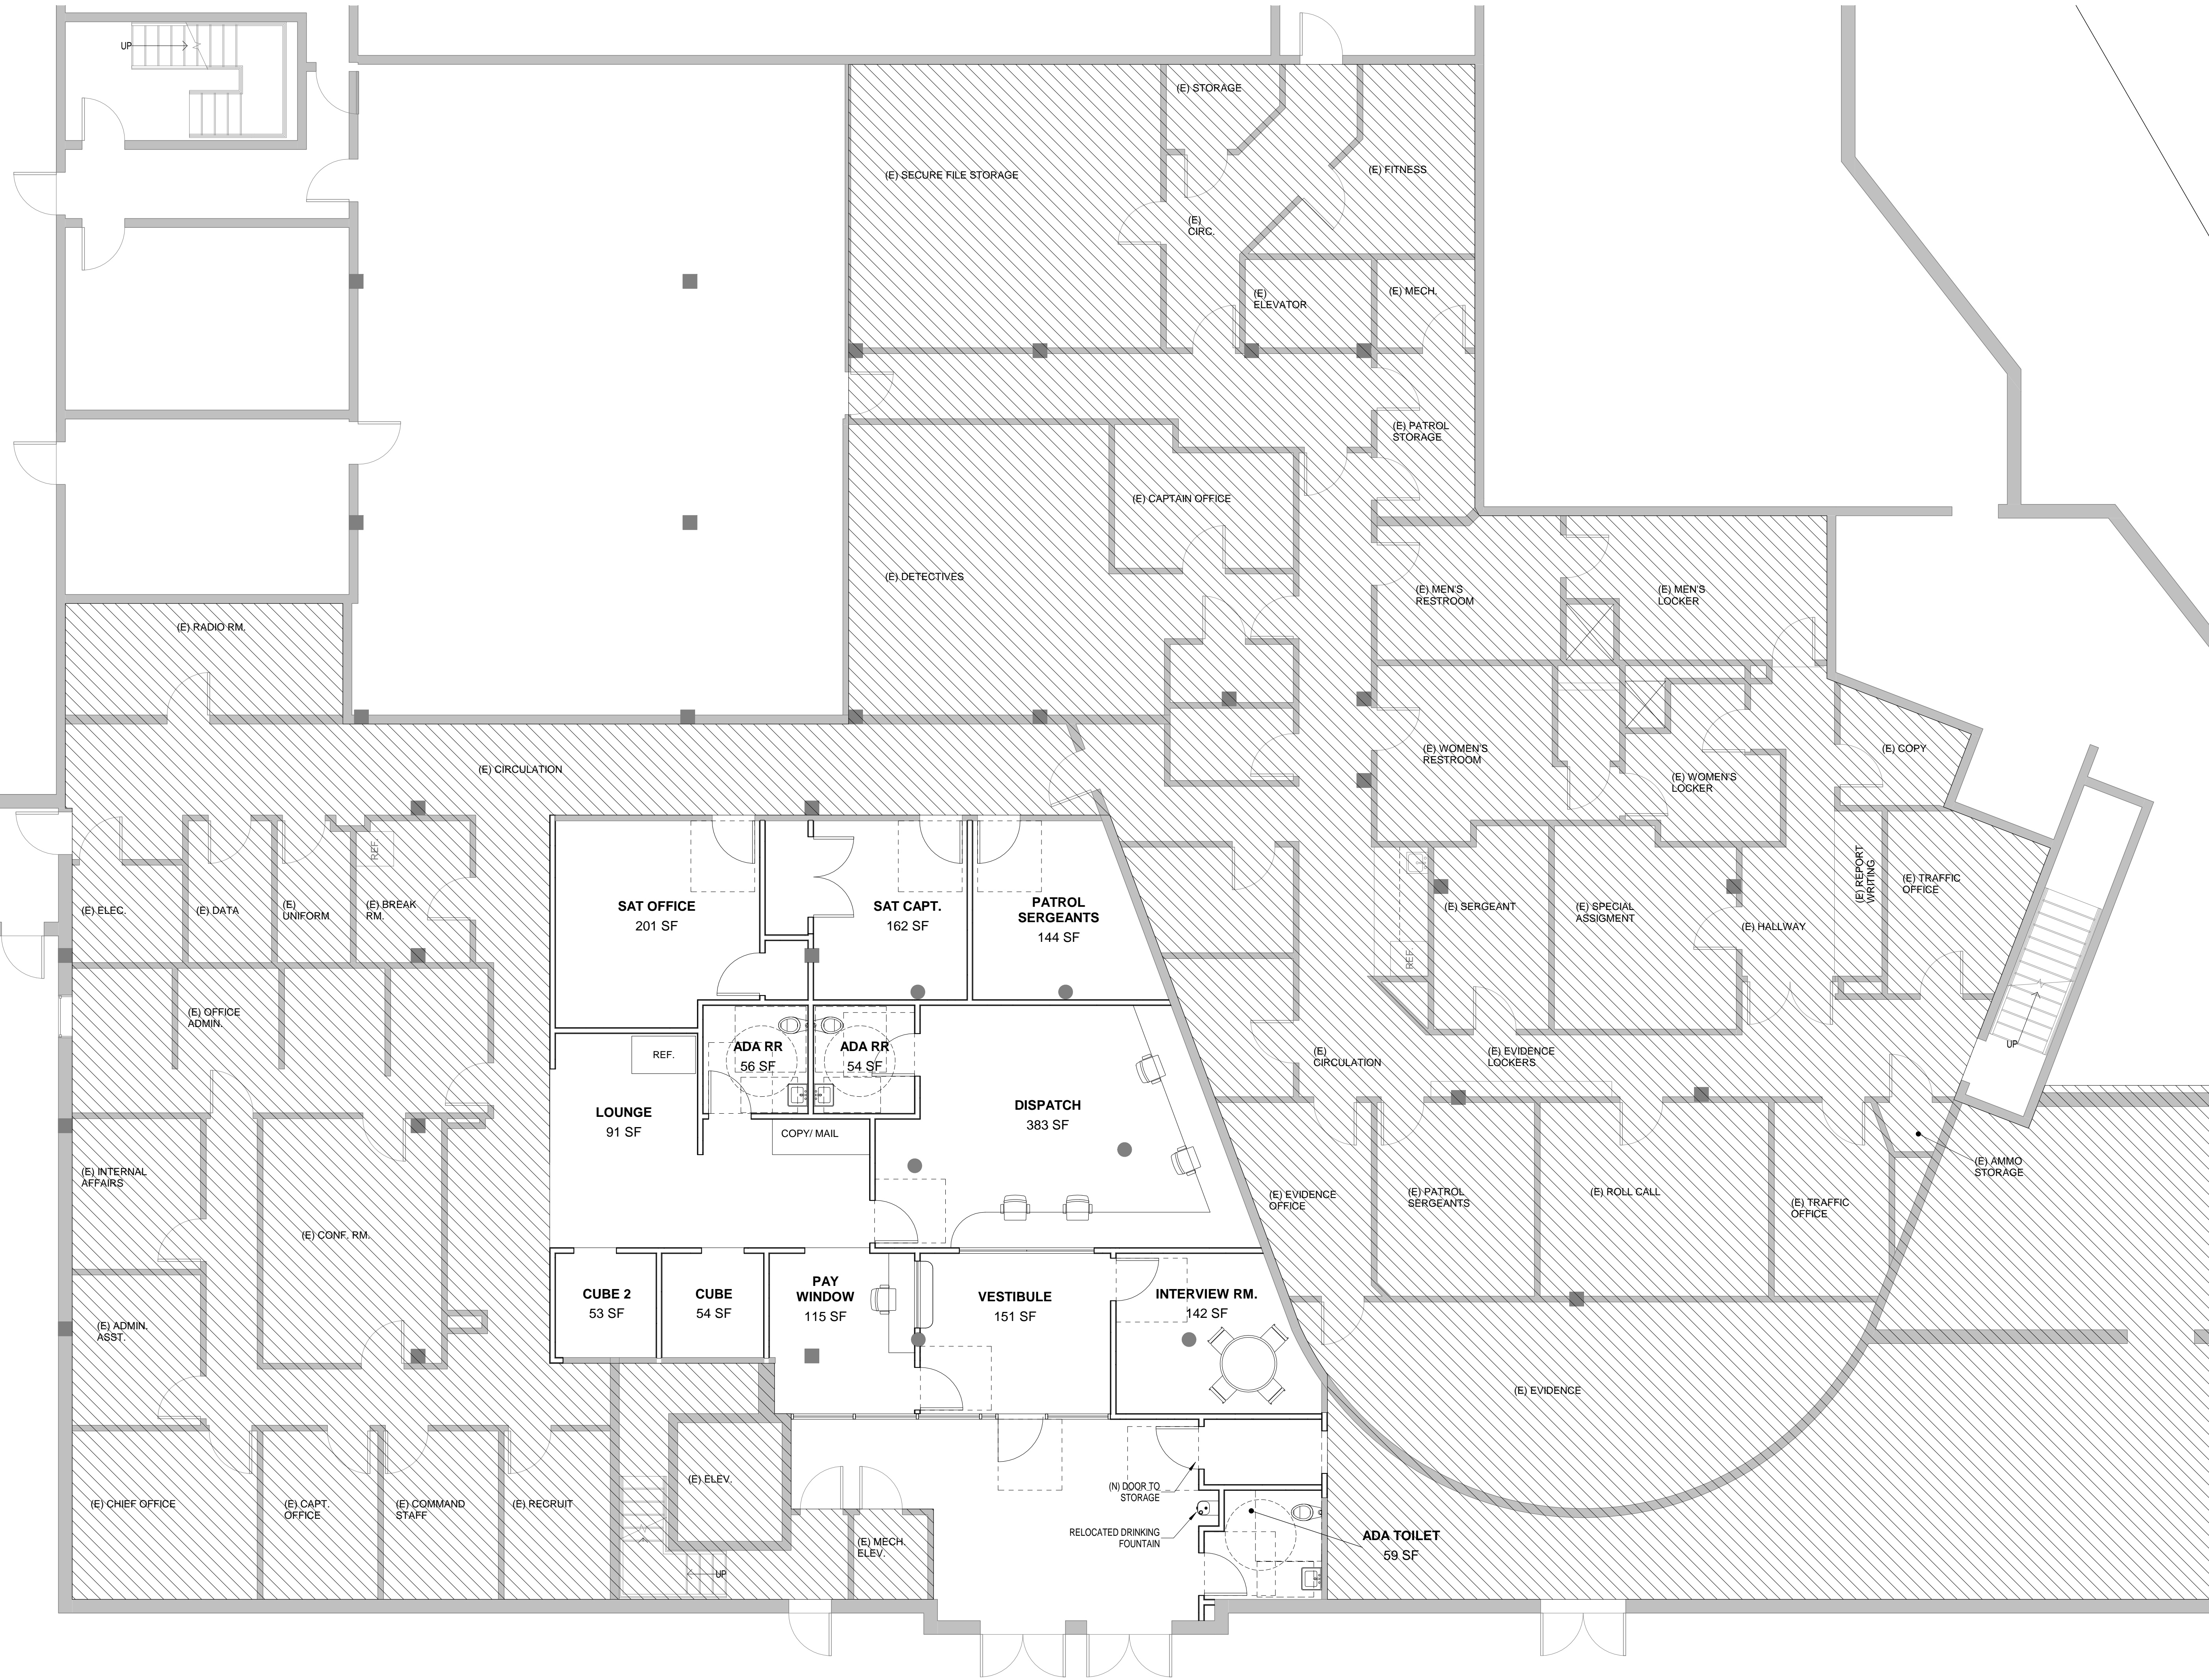 UP
(E) STORAGE
(E) SECURE FILE STORAGE
(E) FITNESS
(E)
CIRC.
(E)
ELEVATOR
(E) MECH.
(E) PATROL
STORAGE
(E) CAPTAIN OFFICE
(E) DETECTIVES
(E) MEN'S
RESTROOM
(E) MEN'S
LOCKER
(E) RADIO RM.
(E) CIRCULATION
(E) WOMEN'S
RESTROOM
(E) WOMEN'S
LOCKER
(E) COPY
REF.
(E) ELEC.
(E) DATA
(E)
UNIFORM
(E) BREAK
RM.
SAT OFFICE
201 SF
SAT CAPT.
162 SF
PATROL
SERGEANTS
144 SF
(E) SERGEANT
REF.
(E) SPECIAL
ASSIGMENT
(E) HALLWAY
(E) REPORT
WRITING
(E) TRAFFIC
OFFICE
(E) OFFICE
ADMIN.
REF.
ADA RR
56 SF
ADA RR
54 SF
(E)
CIRCULATION
(E) EVIDENCE
LOCKERS
UP
LOUNGE
91 SF
COPY/ MAIL
DISPATCH
383 SF
(E) INTERNAL
AFFAIRS
(E) CONF. RM.
(E) EVIDENCE
OFFICE
(E) PATROL
SERGEANTS
(E) ROLL CALL
(E) TRAFFIC
OFFICE
(E) AMMO
STORAGE
CUBE 2
53 SF
CUBE
54 SF
PAY
WINDOW
115 SF
VESTIBULE
151 SF
INTERVIEW RM.
142 SF
(E) ADMIN.
ASST.
(E) EVIDENCE
(E) ELEV.
(E) CHIEF OFFICE
(E) CAPT.
OFFICE
(E) COMMAND
STAFF
(E) RECRUIT
(N) DOOR TO
STORAGE
RELOCATED DRINKING
FOUNTAIN
(E) MECH.
ELEV.
UP
ADA TOILET
59 SF